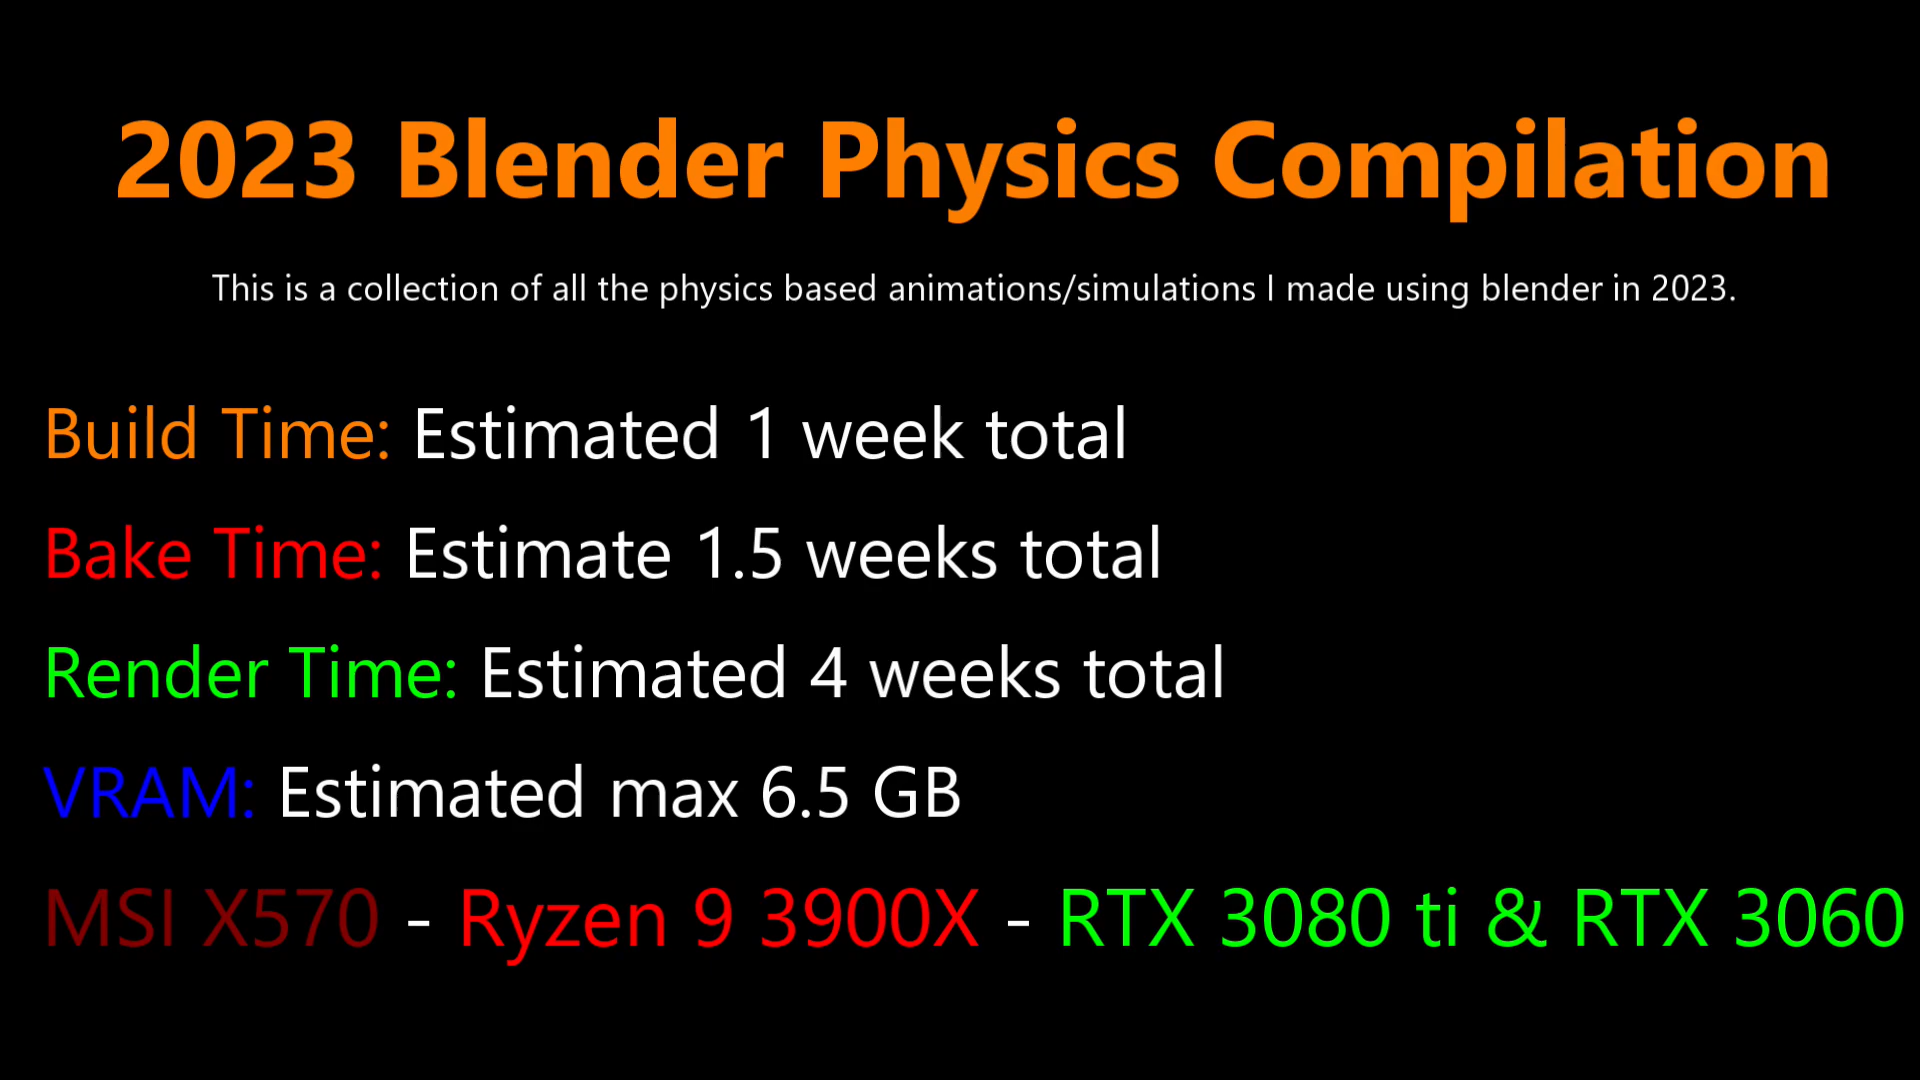 2023 Blender Physics Compilation
This is a collection of all the physics based animations/simulations I made using blender in 2023.
Build Time: Estimated 1 week total
Bake Time: Estimate 1.5 weeks total
Render Time: Estimated 4 weeks total
VRAM: Estimated max 6.5 GB
MSI X570 - Ryzen 9 3900X - RTX 3080 ti & RTX 3060